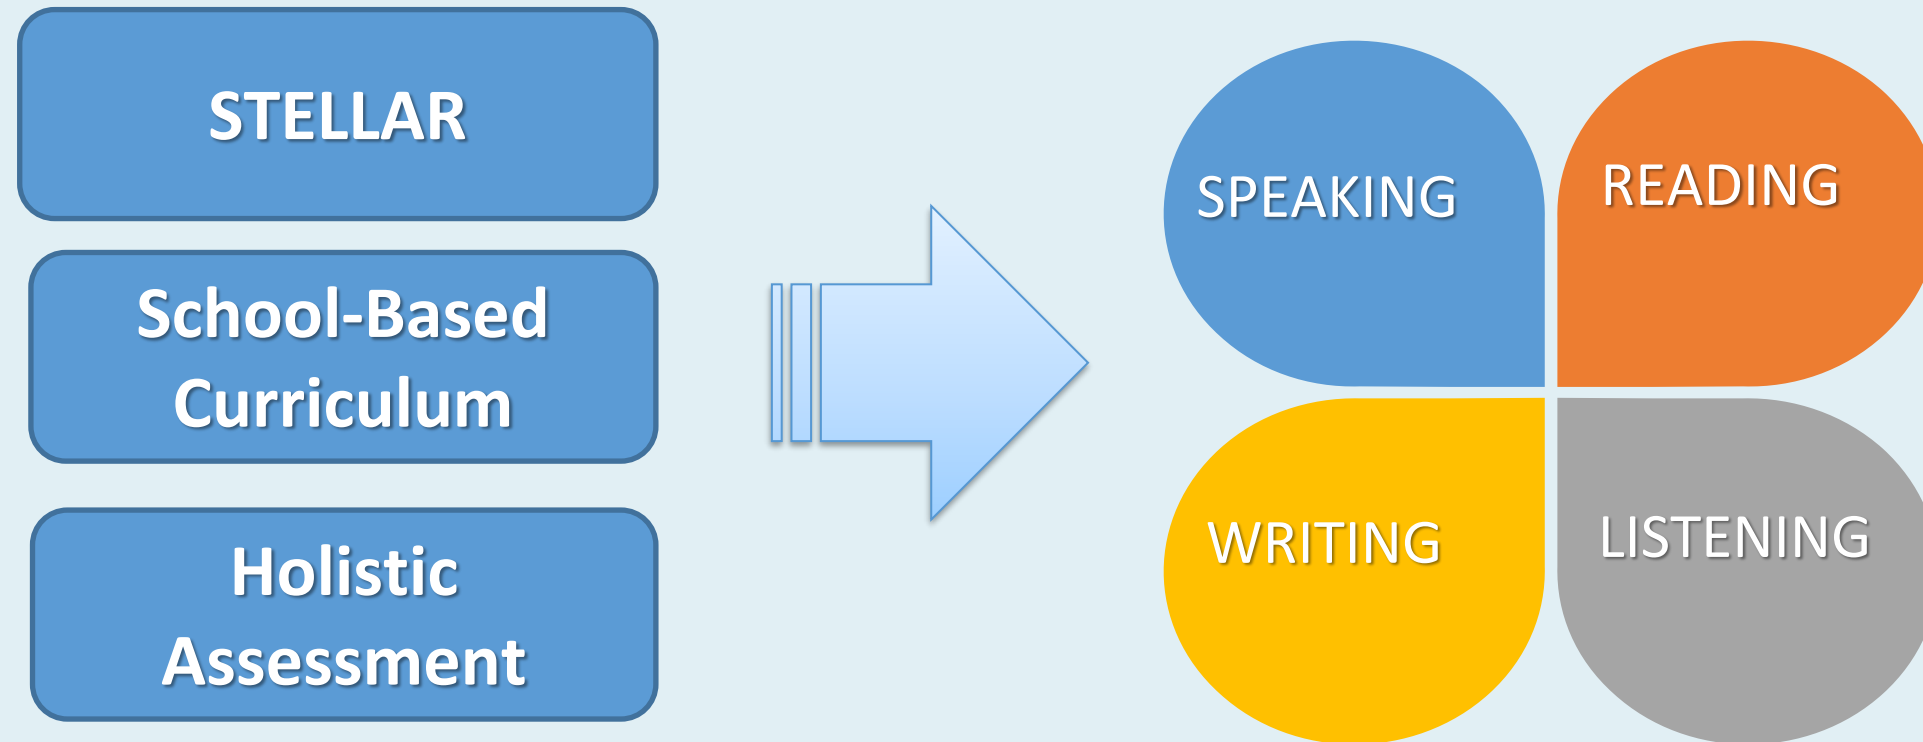 STELLAR
School-Based
Curriculum
Holistic
Assessment
SPEAKING
READING
WRITING
LISTENING